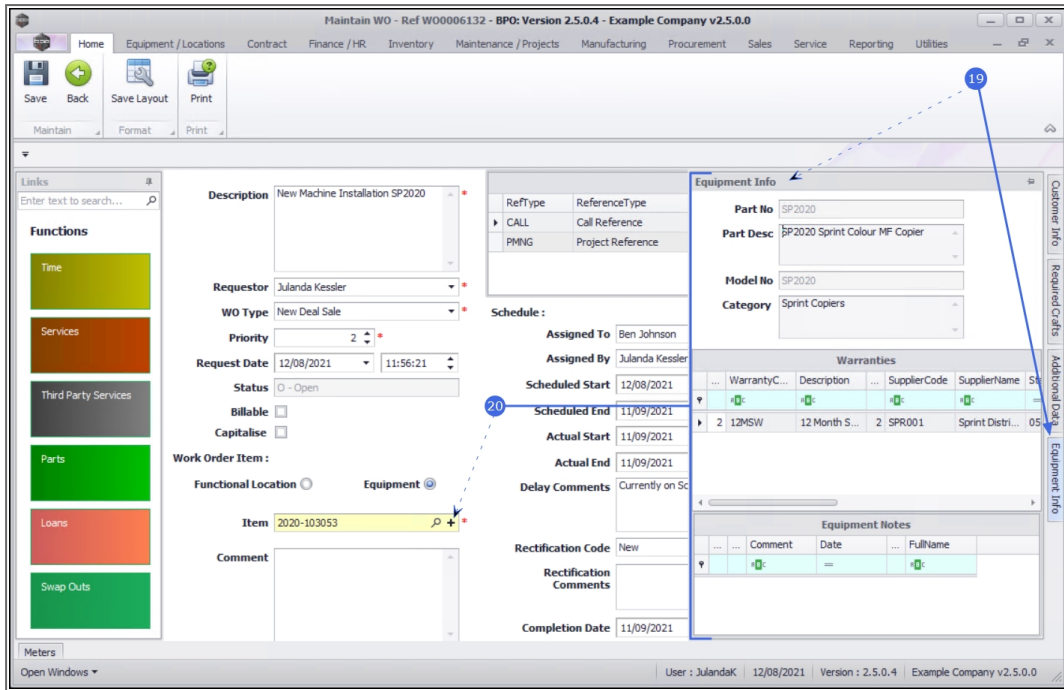 Maintain WO - Ref WO0006132 - BPO: Version 2.5.0.4 - Example Company v2.5.0.0
Home Equipment / Locations Contract Finance / HR Inventory Maintenance / Projects Manufacturing Procurement Sales Service Reporting Utilities
Save Back Save Layout Print
Maintain Format Print
19
Links
Enter text to search...
Functions
Time
Services
Third Party Services
Parts
Loans
Swap Outs
Description New Machine Installation SP2020 *
Requestor Julanda Kessler *
WO Type New Deal Sale *
Priority 2 *
Request Date 12/08/2021 11:56:21
Status O - Open
Billable
Capitalise
Work Order Item :
Functional Location Equipment
Item 2020-103053 *
Comment
20
RefType ReferenceType
CALL Call Reference
PMNG Project Reference
Schedule :
Assigned To Ben Johnson
Assigned By Julanda Kessler
Scheduled Start 12/08/2021
Scheduled End 11/09/2021
Actual Start 11/09/2021
Actual End 11/09/2021
Delay Comments Currently on Sc
Rectification Code New
Rectification
Comments
Completion Date 11/09/2021
Equipment Info
Part No SP2020
Part Desc SP2020 Sprint Colour MF Copier
Model No SP2020
Category Sprint Copiers
Warranties
... WarrantyC... Description ... SupplierCode SupplierName St
2 12MSW 12 Month S... 2 SPR001 Sprint Distri... 05
Equipment Notes
... ... Comment Date ... FullName
Customer Info
Required Crafts
Additional Data
Equipment Info
Meters
Open Windows User : JulandaK 12/08/2021 Version : 2.5.0.4 Example Company v2.5.0.0